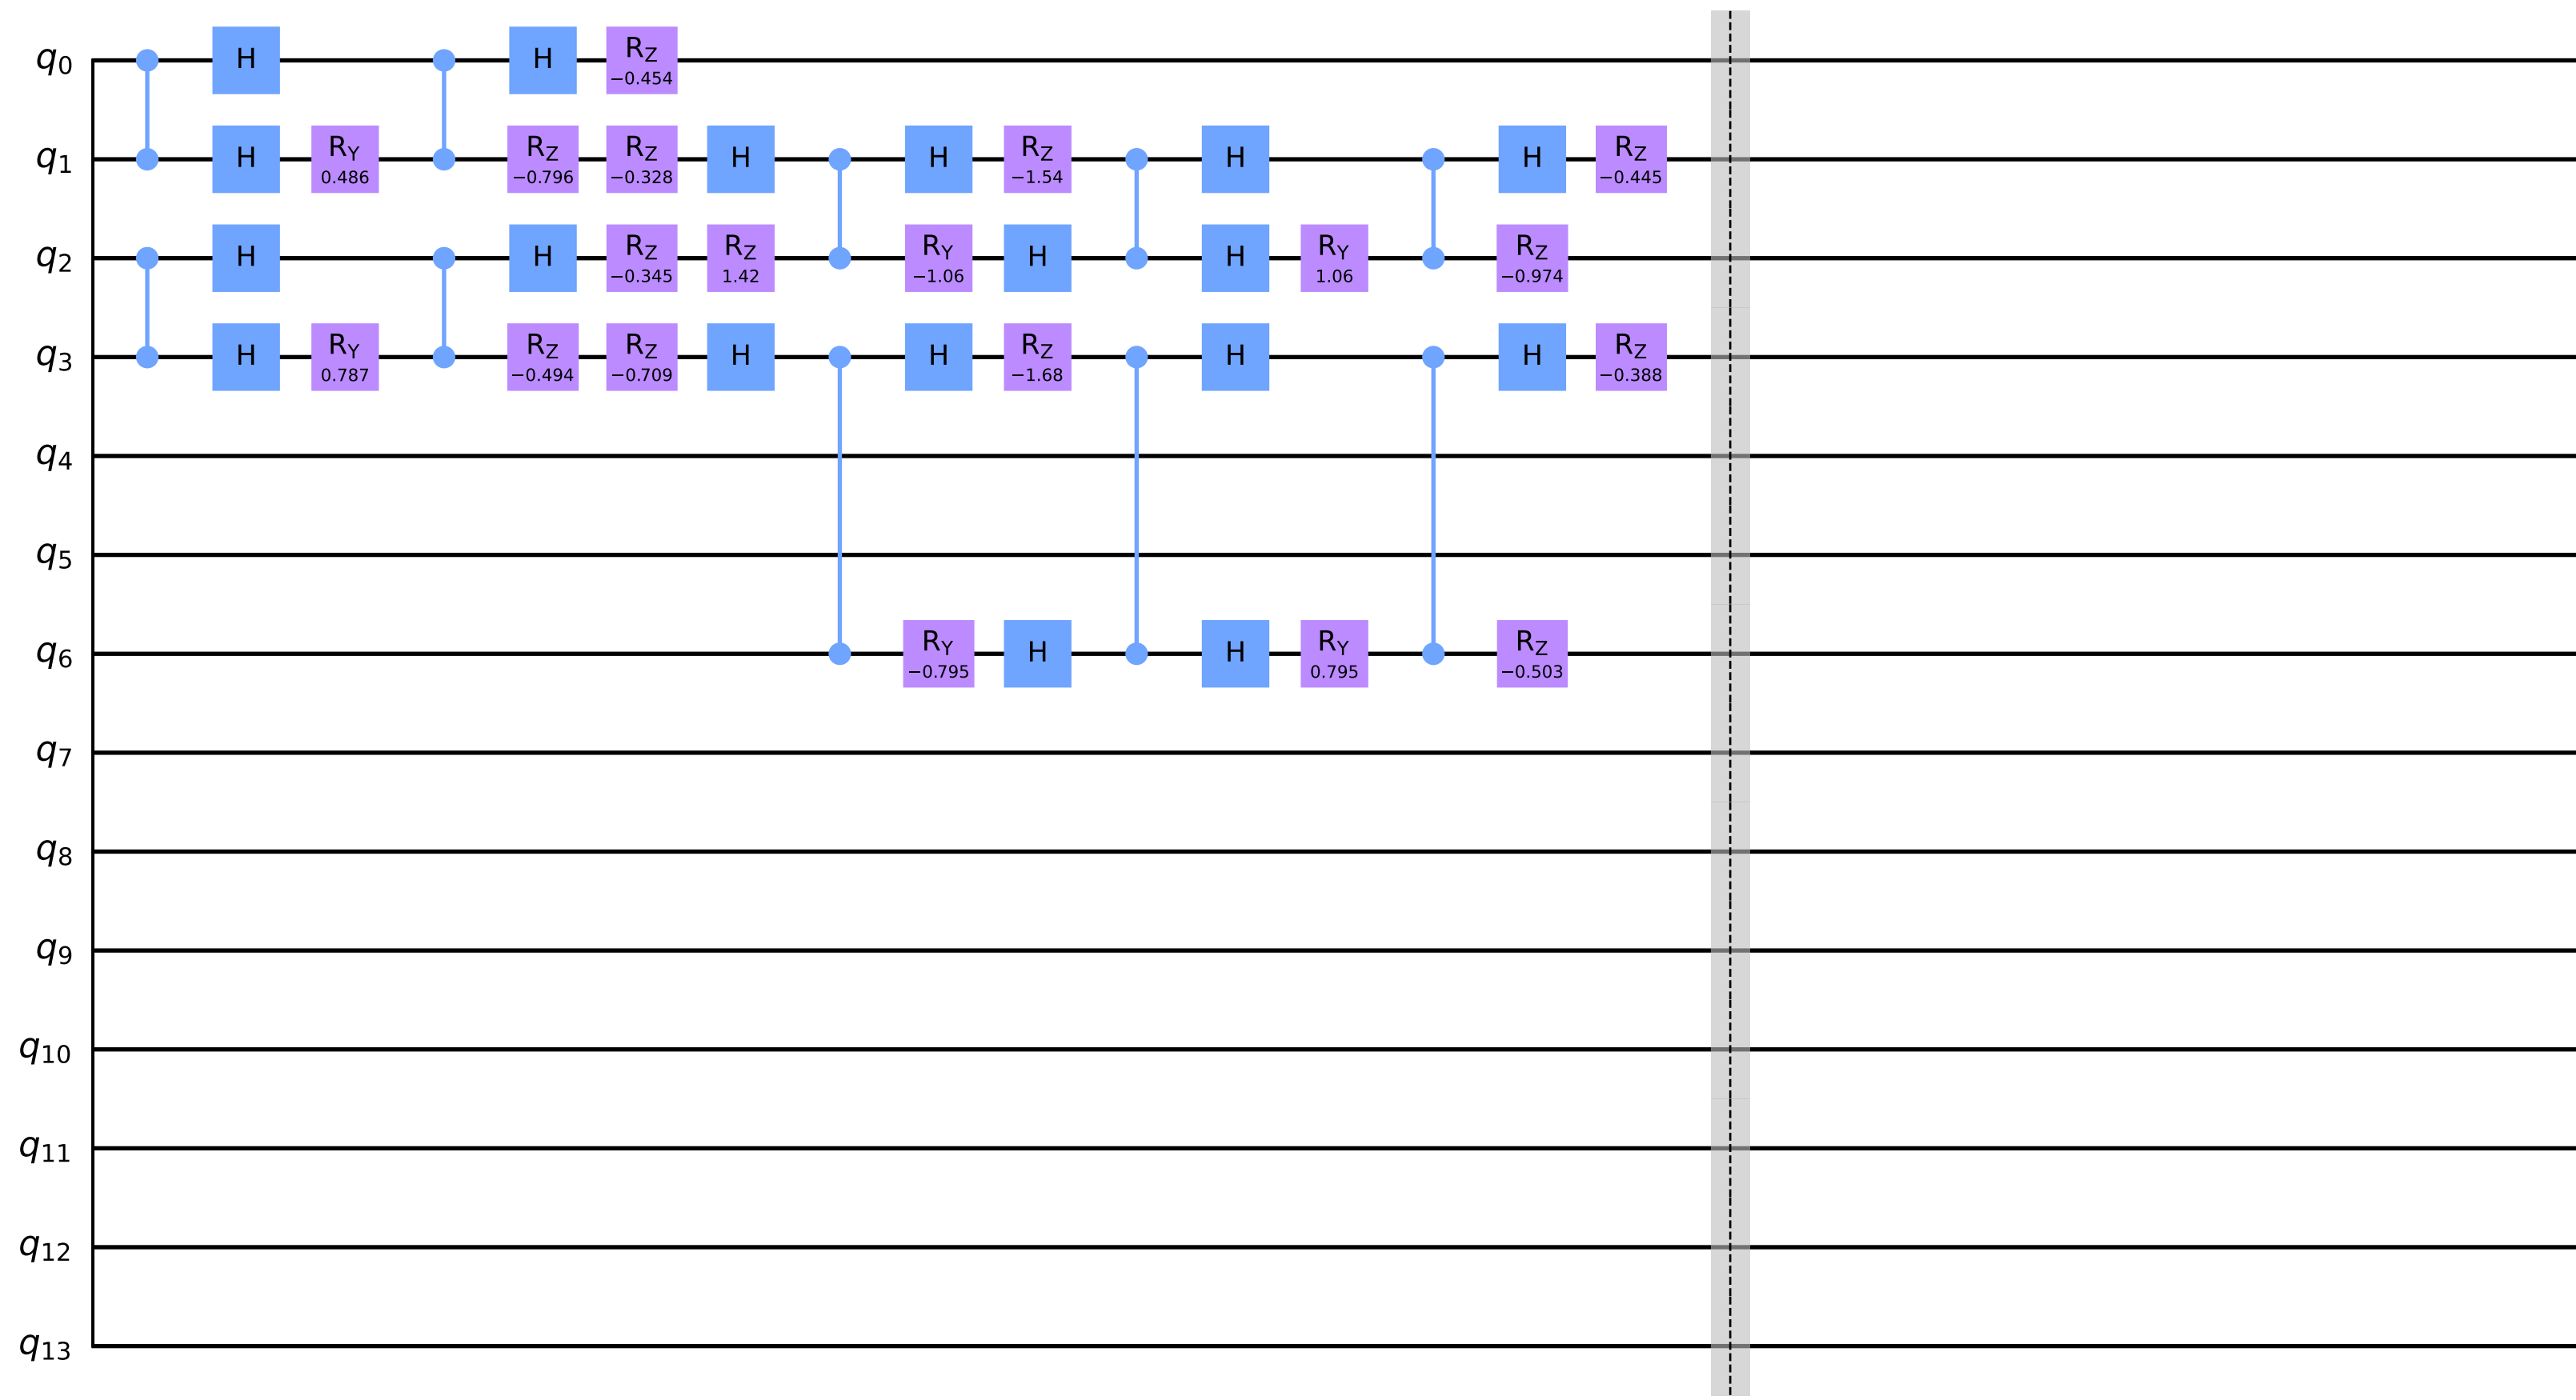 q0 H H RZ −0.454
q1 H RY 0.486 RZ −0.796 RZ −0.328 H H RZ −1.54 H H RZ −0.445
q2 H H RZ −0.345 RZ 1.42 RY −1.06 H H RY 1.06 RZ −0.974
q3 H RY 0.787 RZ −0.494 RZ −0.709 H H RZ −1.68 H H RZ −0.388
q4
q5
q6 RY −0.795 H H RY 0.795 RZ −0.503
q7
q8
q9
q10
q11
q12
q13